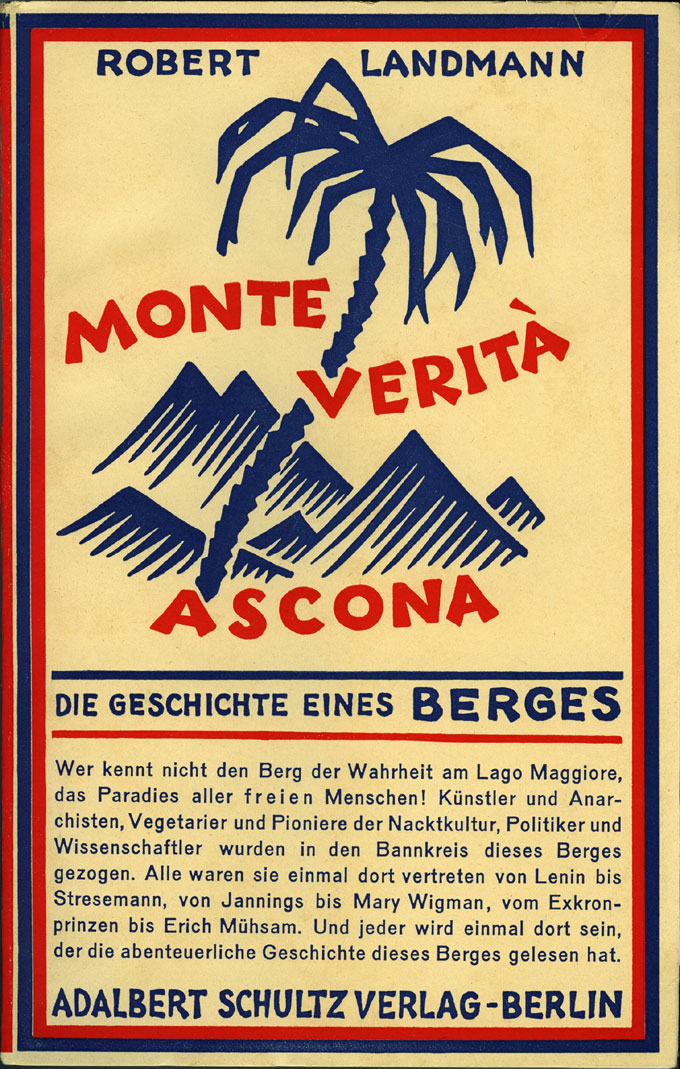 ROBERT LANDMANN
MONTE
VERITÀ
ASCONA
DIE GESCHICHTE EINES BERGES
Wer kennt nicht den Berg der Wahrheit am Lago Maggiore,
das Paradies aller freien Menschen! Künstler und Anar-
chisten, Vegetarier und Pioniere der Nacktkultur, Politiker und
Wissenschaftler wurden in den Bannkreis dieses Berges
gezogen. Alle waren sie einmal dort vertreten von Lenin bis
Stresemann, von Jannings bis Mary Wigman, vom Exkron-
prinzen bis Erich Mühsam. Und jeder wird einmal dort sein,
der die abenteuerliche Geschichte dieses Berges gelesen hat.
ADALBERT SCHULTZ VERLAG-BERLIN